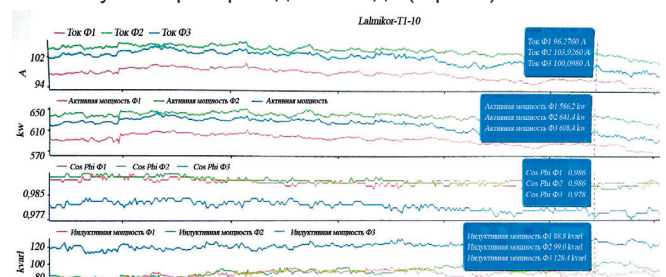 Lalmikor-T1-10
Ток Ф1 Ток Ф2 Ток Ф3
Ток Ф1 96,2760 А
Ток Ф2 103,9260 А
Ток Ф3 100,0980 А
102
94
А
Активная мощность Ф1 Активная мощность Ф2 Активная мощность
Активная мощность Ф1 586,2 kw
Активная мощность Ф2 641,4 kw
Активная мощность Ф3 608,4 kw
650
610
570
kw
Cos Phi Ф1 Cos Phi Ф2 Cos Phi Ф3
Cos Phi Ф1 0,986
Cos Phi Ф2 0,986
Cos Phi Ф3 0,978
0,985
0,977
Индуктивная мощность Ф1 Индуктивная мощность Ф2 Индуктивная мощность Ф3
Индуктивная мощность Ф1 88,8 kvarl
Индуктивная мощность Ф2 99,0 kvarl
Индуктивная мощность Ф3 128,4 kvarl
120
100
80
kvarl